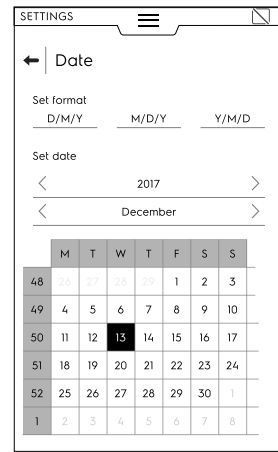 SETTINGS
Date
Set format
D/M/Y M/D/Y Y/M/D
Set date
2017
December
M T W T F S S
48 26 27 28 29 1 2 3
49 4 5 6 7 8 9 10
50 11 12 13 14 15 16 17
51 18 19 20 21 22 23 24
52 25 26 27 28 29 30 1
1 2 3 4 5 6 7 8